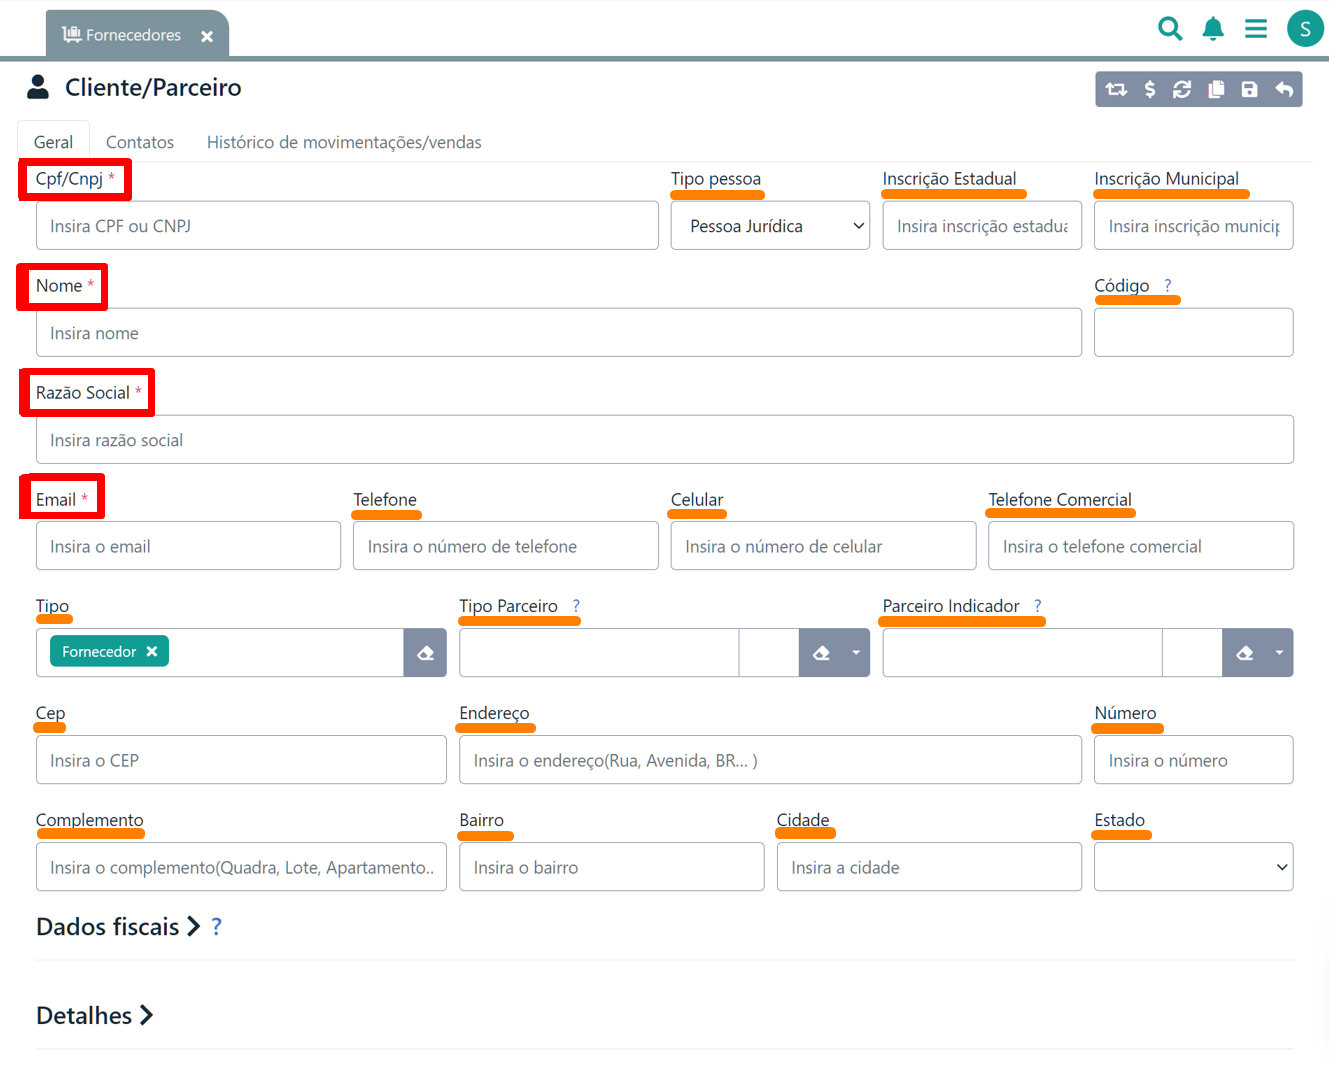 Fornecedores
S
Cliente/Parceiro
$
Geral Contatos Histórico de movimentações/vendas
Cpf/Cnpj * Tipo pessoa Inscrição Estadual Inscrição Municipal
Insira CPF ou CNPJ Pessoa Jurídica Insira inscrição estadua Insira inscrição municip
Nome * Código ?
Insira nome
Razão Social *
Insira razão social
Email * Telefone Celular Telefone Comercial
Insira o email Insira o número de telefone Insira o número de celular Insira o telefone comercial
Tipo Tipo Parceiro ? Parceiro Indicador ?
Fornecedor
Cep Endereço Número
Insira o CEP Insira o endereço(Rua, Avenida, BR... ) Insira o número
Complemento Bairro Cidade Estado
Insira o complemento(Quadra, Lote, Apartamento.. Insira o bairro Insira a cidade
Dados fiscais ?
Detalhes